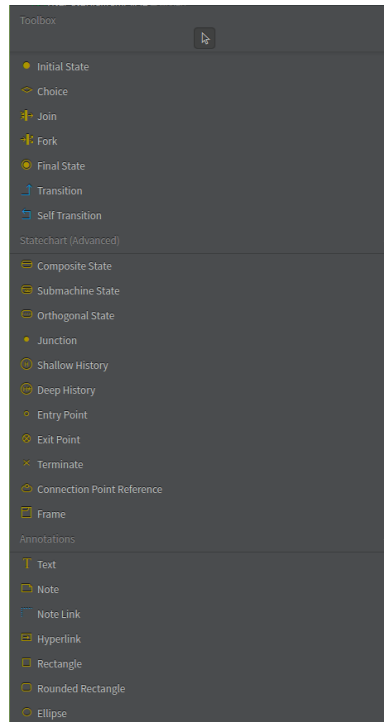 Toolbox
Initial State
Choice
Join
Fork
Final State
Transition
Self Transition
Statechart (Advanced)
Composite State
Submachine State
Orthogonal State
Junction
Shallow History
Deep History
Entry Point
Exit Point
Terminate
Connection Point Reference
Frame
Annotations
Text
Note
Note Link
Hyperlink
Rectangle
Rounded Rectangle
Ellipse